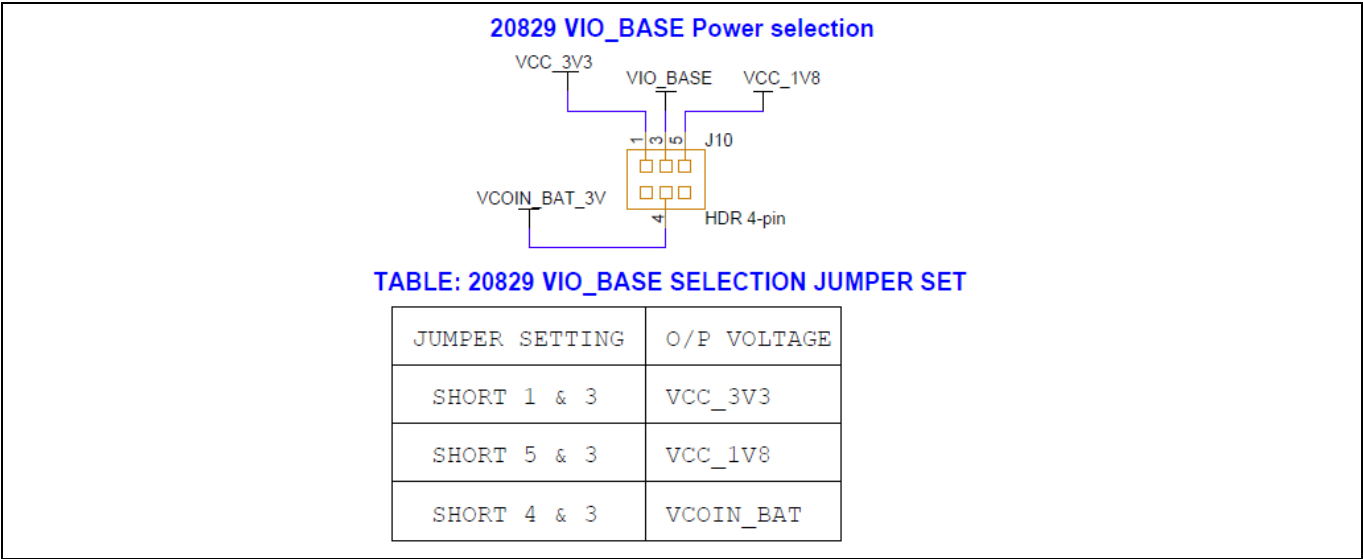 20829 VIO_BASE Power selection
VCC_3V3
VIO_BASE
VCC_1V8
1
3
5
J10
VCOIN_BAT_3V
4
HDR 4-pin
TABLE: 20829 VIO_BASE SELECTION JUMPER SET
JUMPER SETTING O/P VOLTAGE
SHORT 1 & 3 VCC_3V3
SHORT 5 & 3 VCC_1V8
SHORT 4 & 3 VCOIN_BAT